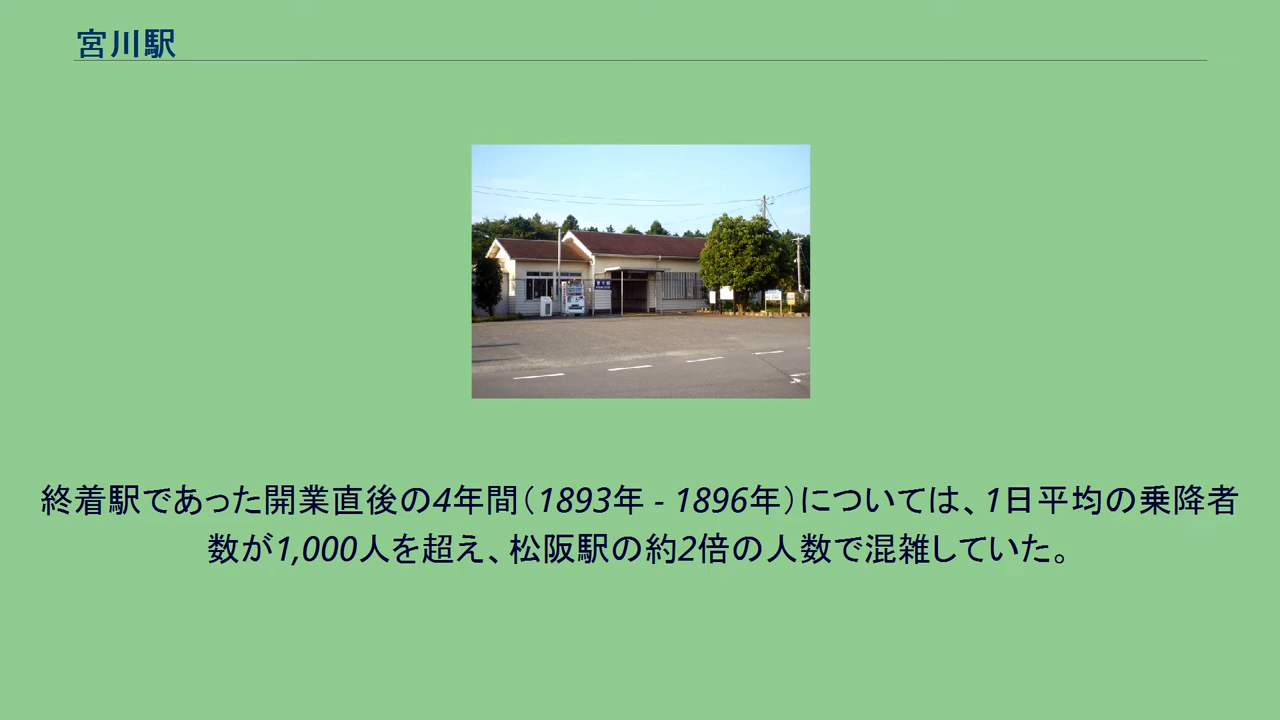 宮川駅
終着駅であった開業直後の4年間（1893年 - 1896年）については、1日平均の乗降者
数が1,000人を超え、松阪駅の約2倍の人数で混雑していた。